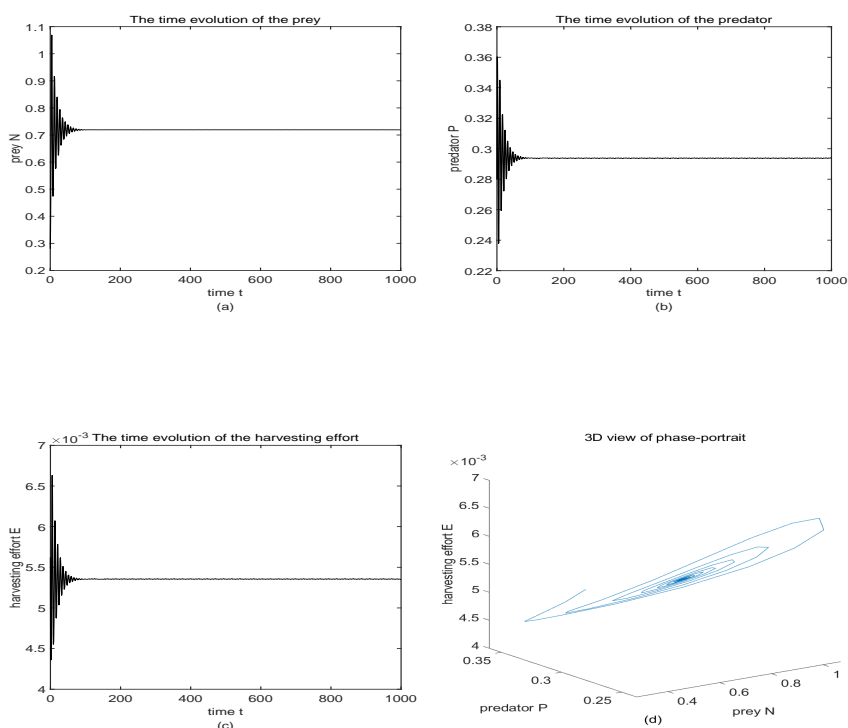 The time evolution of the prey
1.1
1
0.9
0.8
0.7
0.6
0.5
0.4
0.3
0.2
prey N
0 200 400 600 800 1000
time t
(a)
The time evolution of the predator
0.38
0.36
0.34
0.32
0.3
0.28
0.26
0.24
0.22
predator P
0 200 400 600 800 1000
time t
(b)
×10-3 The time evolution of the harvesting effort
7
6.5
6
5.5
5
4.5
4
harvesting effort E
0 200 400 600 800 1000
time t
(c)
3D view of phase-portrait
×10-3
7
6.5
6
5.5
5
4.5
4
harvesting effort E
0.35
0.3
0.25
predator P
0.4 0.6 0.8 1
prey N
(d)